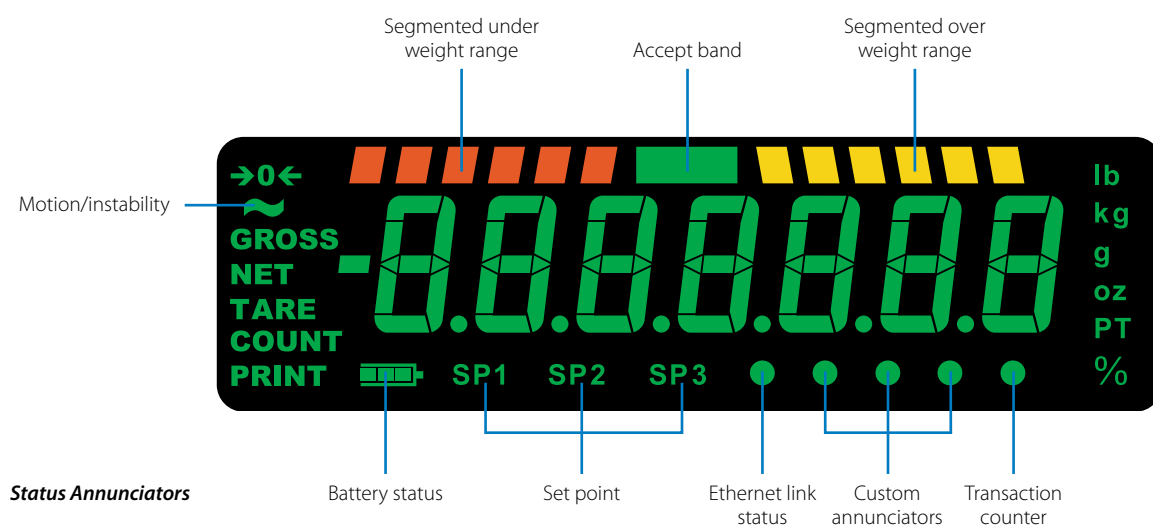 Segmented under
weight range
Accept band
Segmented over
weight range
→0←
Motion/instability
GROSS
NET
TARE
COUNT
PRINT
-8.8.8.8.8.8.8
lb
kg
g
oz
PT
%
SP1 SP2 SP3
Status Annunciators
Battery status
Set point
Ethernet link
status
Custom
annunciators
Transaction
counter